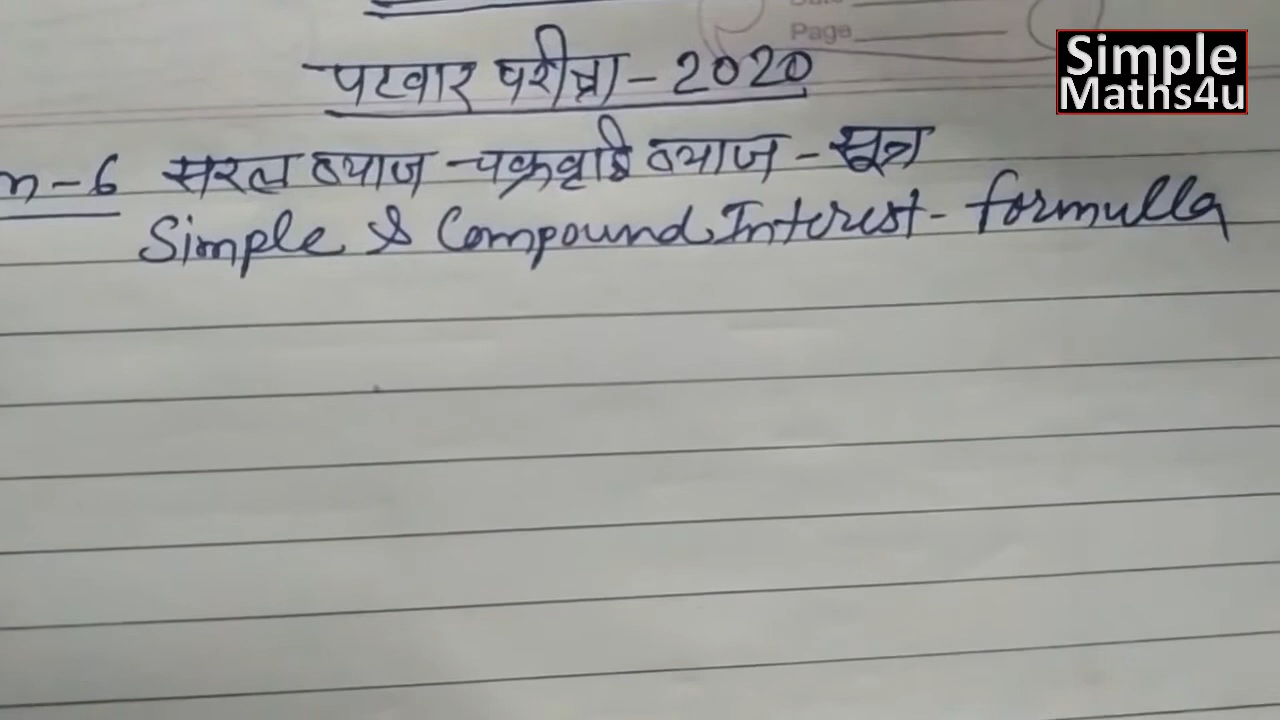 Page
Simple
Maths4u
पटवार परीक्षा - 2020
n-6 सरल ब्याज - चक्रवृद्धि ब्याज - सूत्र
Simple & Compound Interest - formulla